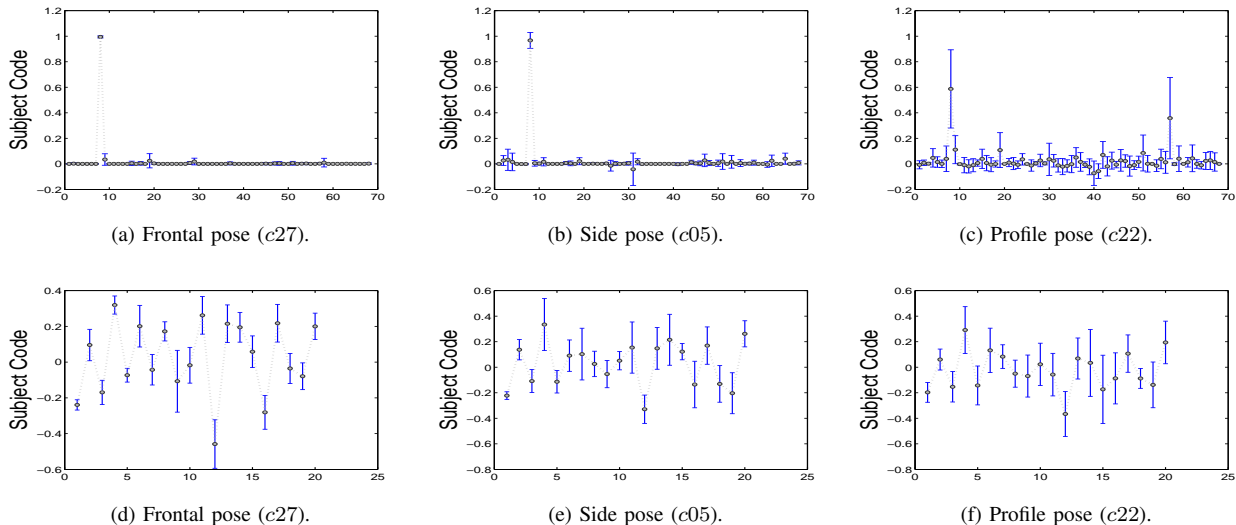 1.2
1
0.8
0.6
0.4
0.2
0
−0.2
0 10 20 30 40 50 60 70
Subject Code
(a) Frontal pose (c27).
1.2
1
0.8
0.6
0.4
0.2
0
−0.2
0 10 20 30 40 50 60 70
Subject Code
(b) Side pose (c05).
1.2
1
0.8
0.6
0.4
0.2
0
−0.2
0 10 20 30 40 50 60 70
Subject Code
(c) Profile pose (c22).
0.4
0.2
0
−0.2
−0.4
−0.6
0 5 10 15 20 25
Subject Code
(d) Frontal pose (c27).
0.6
0.4
0.2
0
−0.2
−0.4
−0.6
−0.8
0 5 10 15 20 25
Subject Code
(e) Side pose (c05).
0.6
0.4
0.2
0
−0.2
−0.4
−0.6
−0.8
0 5 10 15 20 25
Subject Code
(f) Profile pose (c22).